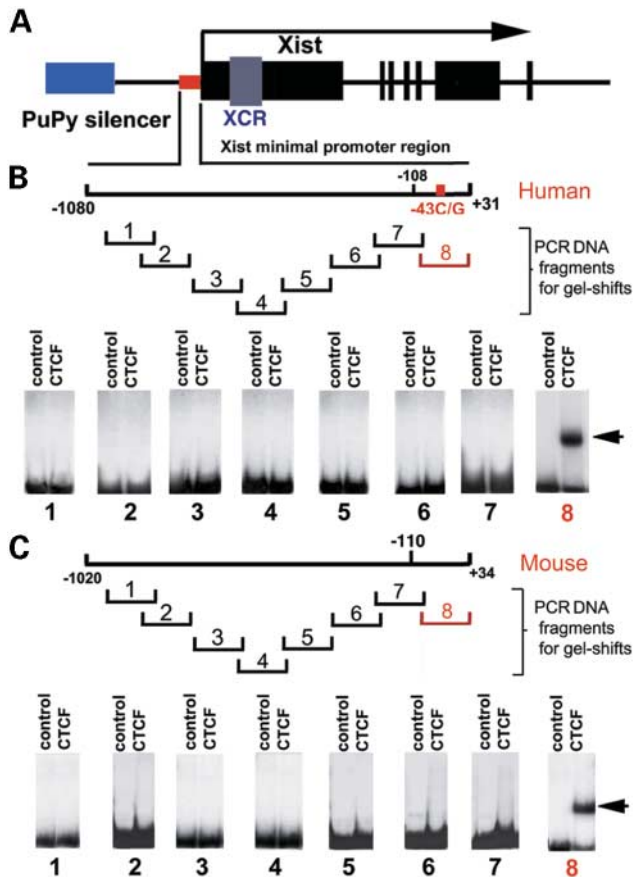 A
Xist
PuPy silencer
XCR
Xist minimal promoter region
B
-1080
-108
-43C/G
+31
Human
1
2
3
4
5
6
7
8
PCR DNA
fragments
for gel-shifts
control
CTCF
control
CTCF
control
CTCF
control
CTCF
control
CTCF
control
CTCF
control
CTCF
control
CTCF
1 2 3 4 5 6 7 8
C
-1020
-110
+34
Mouse
1
2
3
4
5
6
7
8
PCR DNA
fragments
for gel-shifts
control
CTCF
control
CTCF
control
CTCF
control
CTCF
control
CTCF
control
CTCF
control
CTCF
control
CTCF
1 2 3 4 5 6 7 8